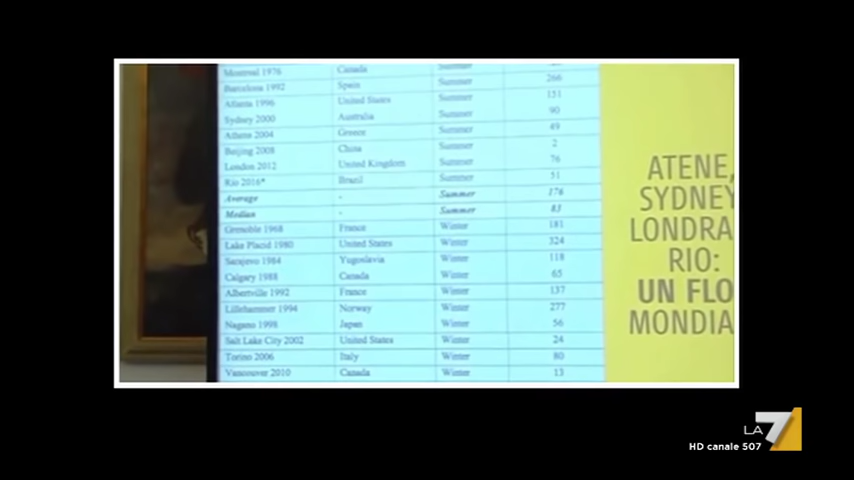 Montreal 1976 Canada Summer
Barcelona 1992 Spain Summer 266
Atlanta 1996 United States Summer 151
Sydney 2000 Australia Summer 90
Athens 2004 Greece Summer 49
Beijing 2008 China Summer 2
London 2012 United Kingdom Summer 76
Rio 2016* Brazil Summer 51
Average - Summer 176
Median - Summer 83
Grenoble 1968 France Winter 181
Lake Placid 1980 United States Winter 324
Sarajevo 1984 Yugoslavia Winter 118
Calgary 1988 Canada Winter 65
Albertville 1992 France Winter 137
Lillehammer 1994 Norway Winter 277
Nagano 1998 Japan Winter 56
Salt Lake City 2002 United States Winter 24
Torino 2006 Italy Winter 80
Vancouver 2010 Canada Winter 13
ATENE,
SYDNEY
LONDRA
RIO:
UN FLO
MONDIA
LA7
HD canale 507